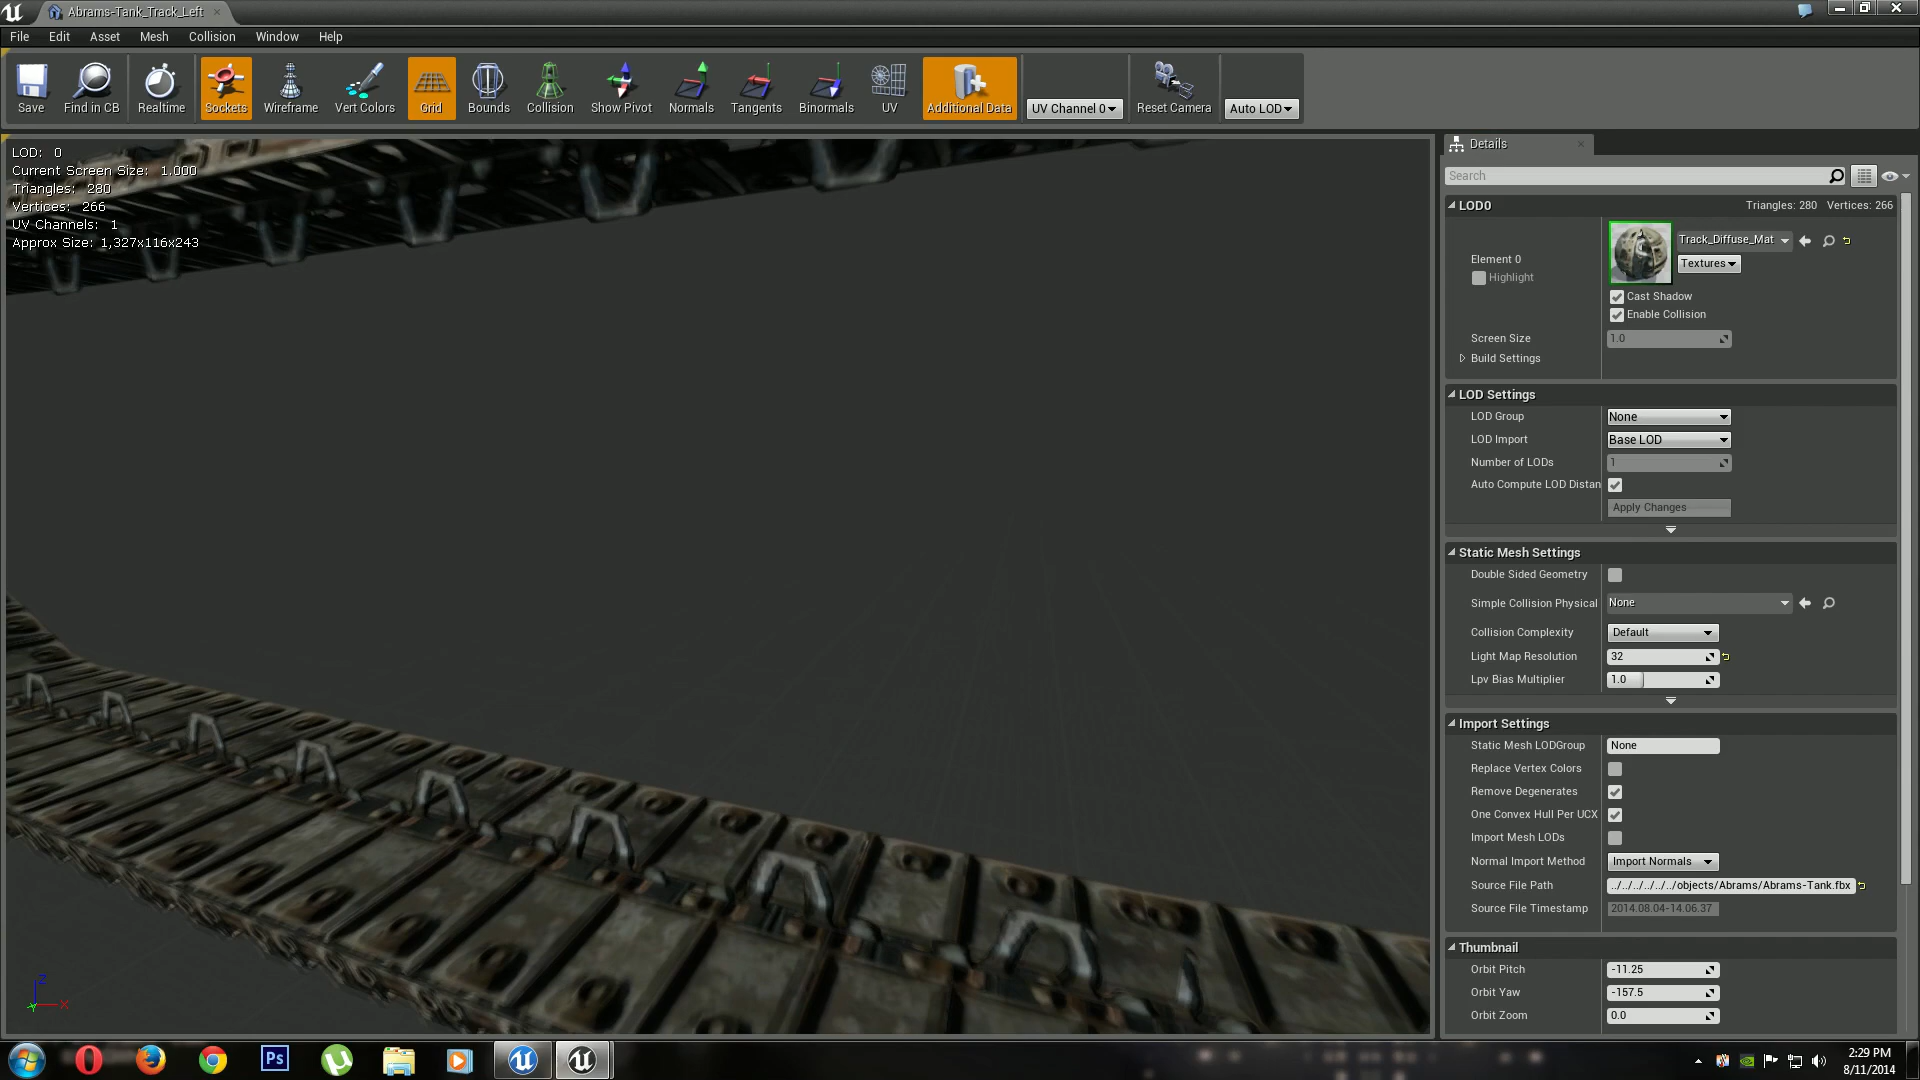 Abrams-Tank_Track_Left
File Edit Asset Mesh Collision Window Help
Save Find in CB Realtime Sockets Wireframe Vert Colors Grid Bounds Collision Show Pivot Normals Tangents Binormals UV Additional Data UV Channel 0 Reset Camera Auto LOD
LOD: 0
Current Screen Size: 1.000
Triangles: 280
Vertices: 266
UV Channels: 1
Approx Size: 1,327x116x243
Z
X
Y
Details
Search
LOD0 Triangles: 280 Vertices: 266
Element 0
Highlight
Track_Diffuse_Mat
Textures
Cast Shadow
Enable Collision
Screen Size 1.0
Build Settings
LOD Settings
LOD Group None
LOD Import Base LOD
Number of LODs 1
Auto Compute LOD Distan
Apply Changes
Static Mesh Settings
Double Sided Geometry
Simple Collision Physical None
Collision Complexity Default
Light Map Resolution 32
Lpv Bias Multiplier 1.0
Import Settings
Static Mesh LODGroup None
Replace Vertex Colors
Remove Degenerates
One Convex Hull Per UCX
Import Mesh LODs
Normal Import Method Import Normals
Source File Path ../../../../../../objects/Abrams/Abrams-Tank.fbx
Source File Timestamp 2014.08.04-14.06.37
Thumbnail
Orbit Pitch -11.25
Orbit Yaw -157.5
Orbit Zoom 0.0
Ps
2:29 PM
8/11/2014